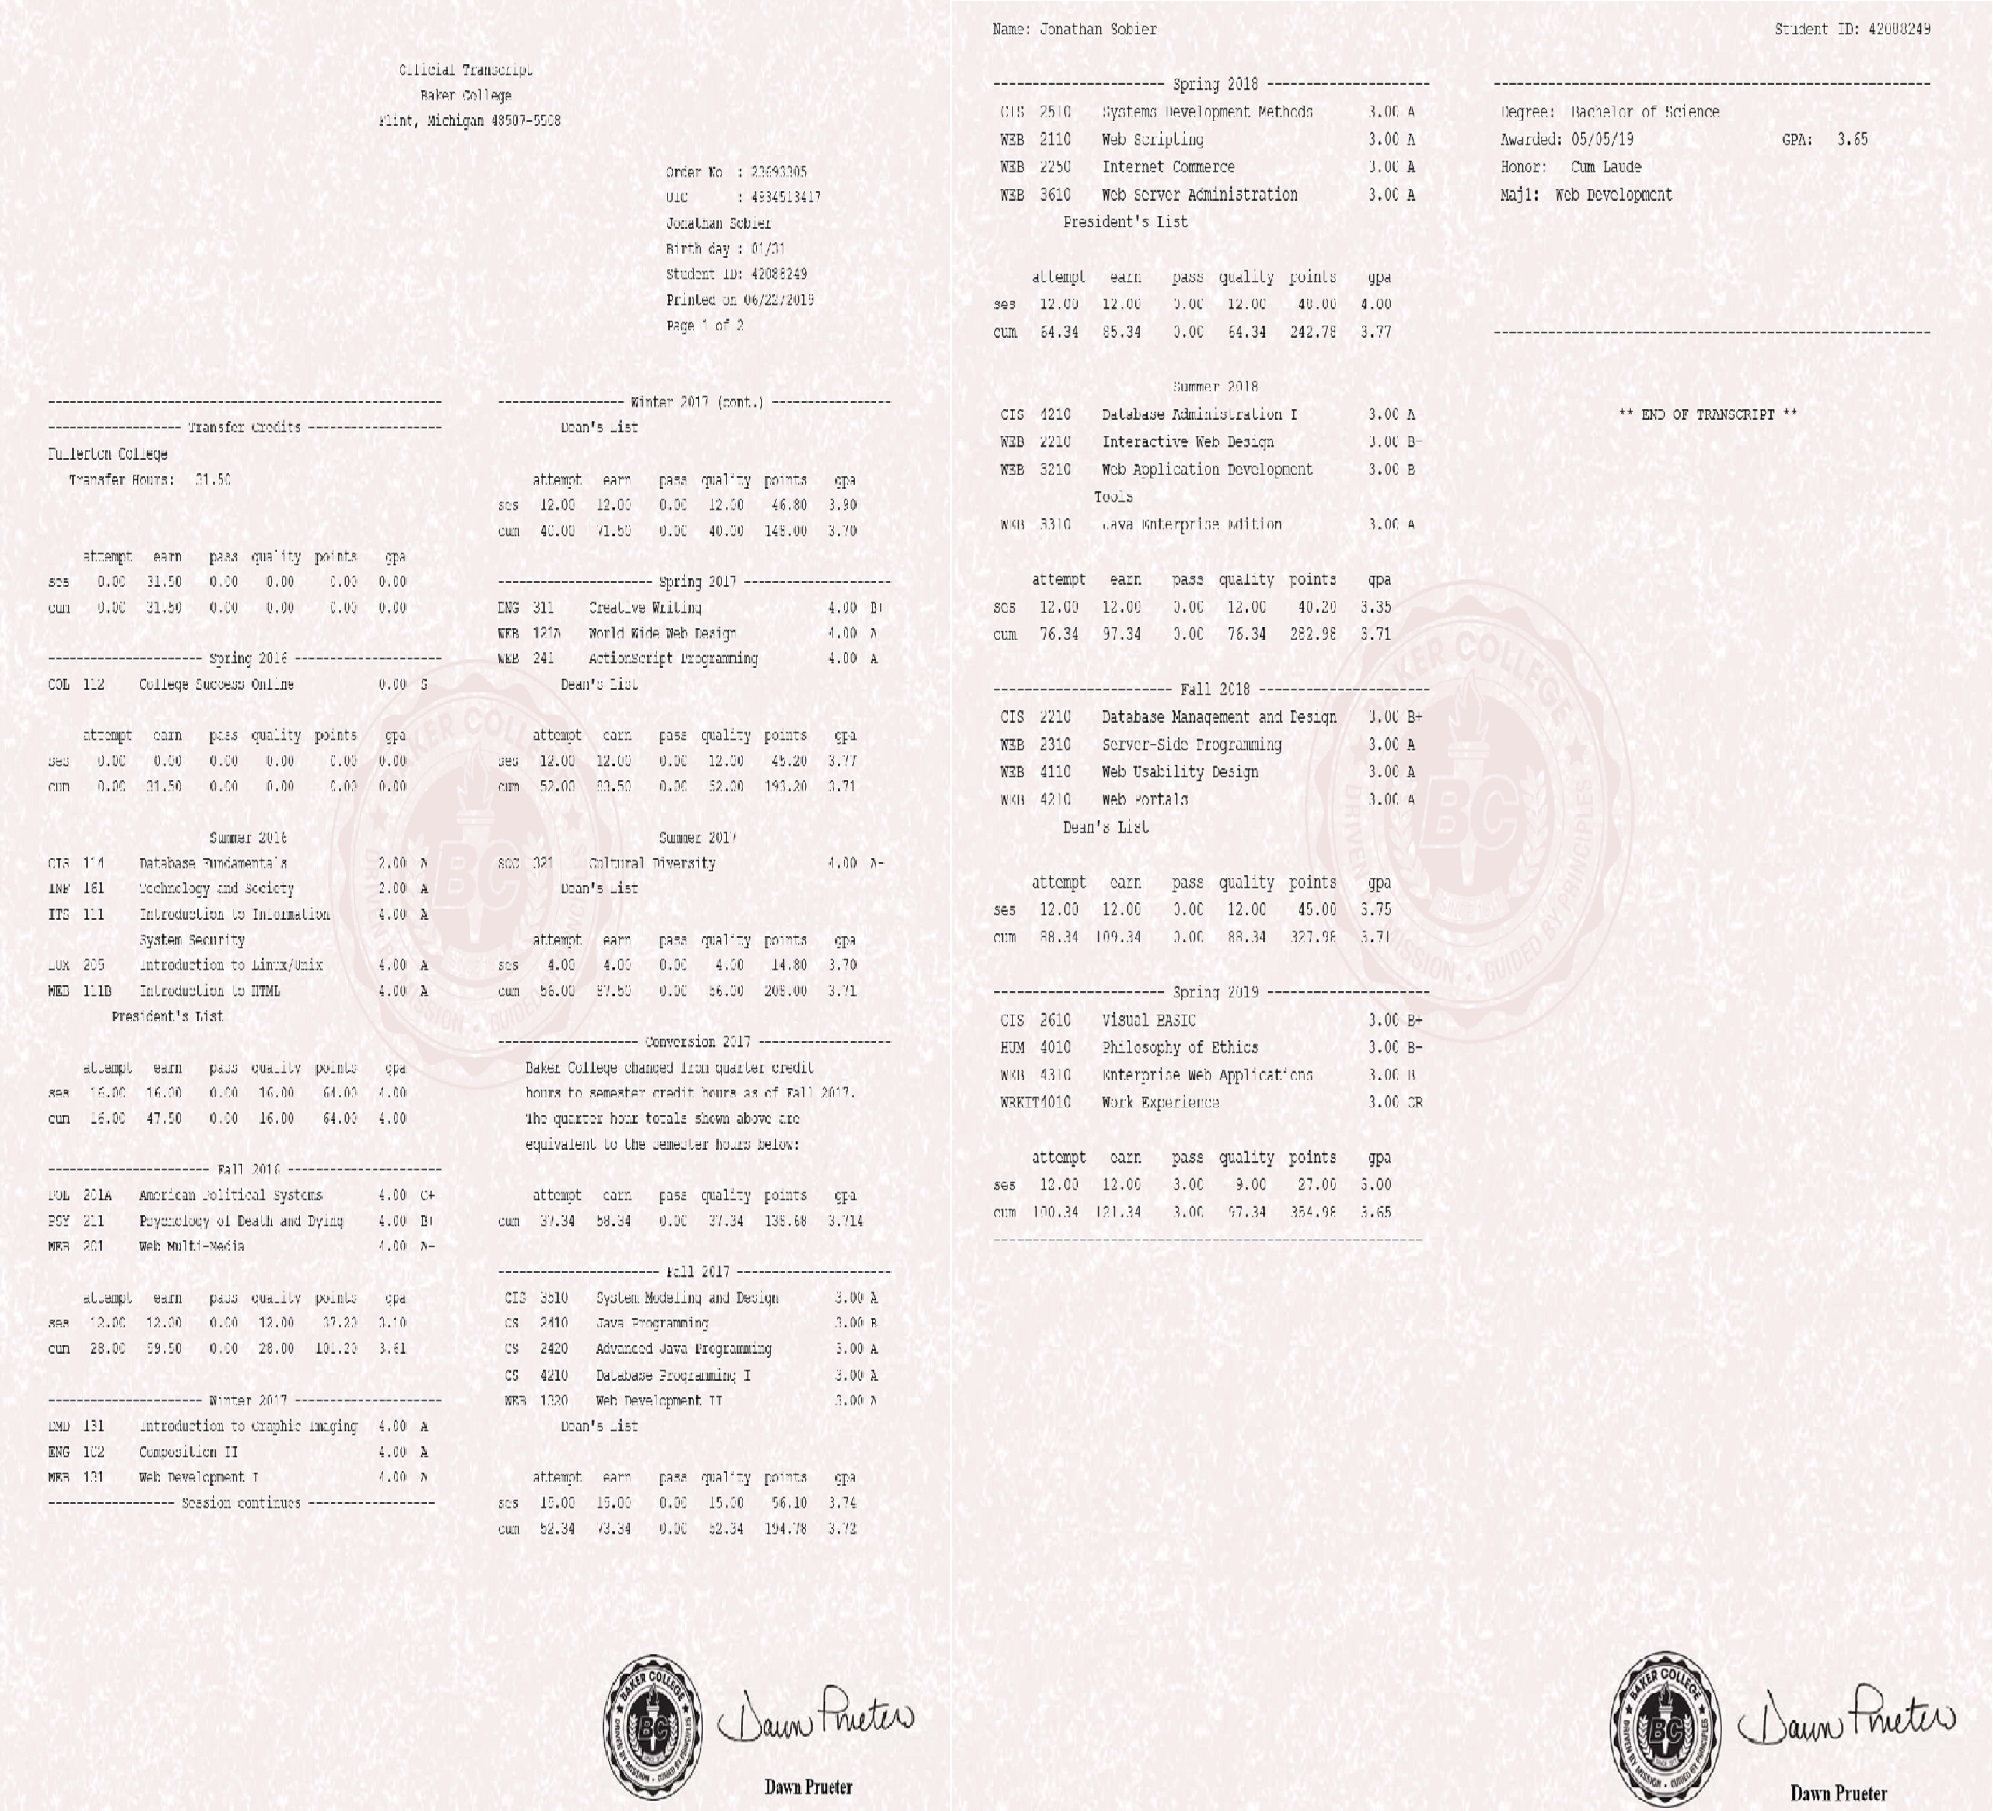 Official Transcript
Baker College
Flint, Michigan 48507-5508
Order No : 23693305
UIC : 4934513417
Jonathan Sobier
Birth day : 01/31
Student ID: 42088249
Printed on 06/22/2019
Page 1 of 2
------------------ Transfer Credits ------------------
Fullerton College
Transfer Hours: 31.50
attempt earn pass quality points gpa
ses 0.00 31.50 0.00 0.00 0.00 0.00
cum 0.00 31.50 0.00 0.00 0.00 0.00
--------------------- Spring 2016 ---------------------
COL 112 College Success Online 0.00 S
attempt earn pass quality points gpa
ses 0.00 0.00 0.00 0.00 0.00 0.00
cum 0.00 31.50 0.00 0.00 0.00 0.00
Summer 2016
CIS 114 Database Fundamentals 2.00 A
INF 161 Technology and Society 2.00 A
ITS 111 Introduction to Information 4.00 A
System Security
LUX 205 Introduction to Linux/Unix 4.00 A
WEB 111B Introduction to HTML 4.00 A
President's List
attempt earn pass quality points gpa
ses 16.00 16.00 0.00 16.00 64.00 4.00
cum 16.00 47.50 0.00 16.00 64.00 4.00
---------------------- Fall 2016 ----------------------
POL 201A American Political Systems 4.00 C+
PSY 211 Psychology of Death and Dying 4.00 B+
WEB 201 Web Multi-Media 4.00 A-
attempt earn pass quality points gpa
ses 12.00 12.00 0.00 12.00 37.20 3.10
cum 28.00 59.50 0.00 28.00 101.20 3.61
--------------------- Winter 2017 ---------------------
DMD 131 Introduction to Graphic Imaging 4.00 A
ENG 102 Composition II 4.00 A
WEB 131 Web Development I 4.00 A
------------------ Session continues ------------------
------------------ Winter 2017 (cont.) -----------------
Dean's List
attempt earn pass quality points gpa
ses 12.00 12.00 0.00 12.00 46.80 3.90
cum 40.00 71.50 0.00 40.00 148.00 3.70
---------------------- Spring 2017 ---------------------
ENG 311 Creative Writing 4.00 B+
WEB 121A World Wide Web Design 4.00 A
WEB 241 ActionScript Programming 4.00 A
Dean's List
attempt earn pass quality points gpa
ses 12.00 12.00 0.00 12.00 45.20 3.77
cum 52.00 83.50 0.00 52.00 193.20 3.71
Summer 2017
SOC 321 Cultural Diversity 4.00 A-
Dean's List
attempt earn pass quality points gpa
ses 4.00 4.00 0.00 4.00 14.80 3.70
cum 56.00 87.50 0.00 56.00 208.00 3.71
-------------------- Conversion 2017 -------------------
Baker College changed from quarter credit
hours to semester credit hours as of Fall 2017.
The quarter hour totals shown above are
equivalent to the semester hours below:
attempt earn pass quality points gpa
cum 37.34 58.34 0.00 37.34 138.68 3.714
----------------------- Fall 2017 ----------------------
CIS 3510 System Modeling and Design 3.00 A
CS 2410 Java Programming 3.00 B
CS 2420 Advanced Java Programming 3.00 A
CS 4210 Database Programming I 3.00 A
WEB 1320 Web Development II 3.00 A
Dean's List
attempt earn pass quality points gpa
ses 15.00 15.00 0.00 15.00 56.10 3.74
cum 52.34 73.34 0.00 52.34 194.78 3.72
Dawn Prueter
Dawn Prueter
Name: Jonathan Sobier Student ID: 42088249
---------------------- Spring 2018 ---------------------
CIS 2510 Systems Development Methods 3.00 A
WEB 2110 Web Scripting 3.00 A
WEB 2250 Internet Commerce 3.00 A
WEB 3610 Web Server Administration 3.00 A
President's List
attempt earn pass quality points gpa
ses 12.00 12.00 0.00 12.00 48.00 4.00
cum 64.34 85.34 0.00 64.34 242.78 3.77
Summer 2018
CIS 4210 Database Administration I 3.00 A
WEB 2210 Interactive Web Design 3.00 B-
WEB 3210 Web Application Development 3.00 B
Tools
WEB 3310 Java Enterprise Edition 3.00 A
attempt earn pass quality points gpa
ses 12.00 12.00 0.00 12.00 40.20 3.35
cum 76.34 97.34 0.00 76.34 282.98 3.71
----------------------- Fall 2018 ----------------------
CIS 2210 Database Management and Design 3.00 B+
WEB 2310 Server-Side Programming 3.00 A
WEB 4110 Web Usability Design 3.00 A
WEB 4210 Web Portals 3.00 A
Dean's List
attempt earn pass quality points gpa
ses 12.00 12.00 0.00 12.00 45.00 3.75
cum 88.34 109.34 0.00 88.34 327.98 3.71
---------------------- Spring 2019 ---------------------
CIS 2610 Visual BASIC 3.00 B+
HUM 4010 Philosophy of Ethics 3.00 B-
WEB 4310 Enterprise Web Applications 3.00 B
WRKTT4010 Work Experience 3.00 CR
attempt earn pass quality points gpa
ses 12.00 12.00 3.00 9.00 27.00 3.00
cum 100.34 121.34 3.00 97.34 354.98 3.65
Degree: Bachelor of Science
Awarded: 05/05/19 GPA: 3.65
Honor: Cum Laude
Maj1: Web Development
** END OF TRANSCRIPT **
Dawn Prueter
Dawn Prueter